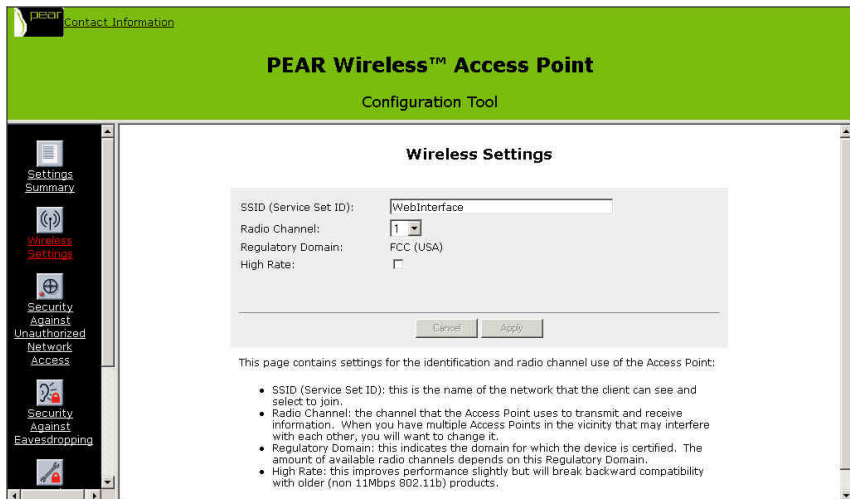 pear
Contact Information
PEAR Wireless™ Access Point
Configuration Tool
Settings
Summary
Wireless
Settings
Security
Against
Unauthorized
Network
Access
Security
Against
Eavesdropping
Wireless Settings
SSID (Service Set ID): WebInterface
Radio Channel: 1
Regulatory Domain: FCC (USA)
High Rate:
Cancel Apply
This page contains settings for the identification and radio channel use of the Access Point:
• SSID (Service Set ID): this is the name of the network that the client can see and
select to join.
• Radio Channel: the channel that the Access Point uses to transmit and receive
information. When you have multiple Access Points in the vicinity that may interfere
with each other, you will want to change it.
• Regulatory Domain: this indicates the domain for which the device is certified. The
amount of available radio channels depends on this Regulatory Domain.
• High Rate: this improves performance slightly but will break backward compatibility
with older (non 11Mbps 802.11b) products.